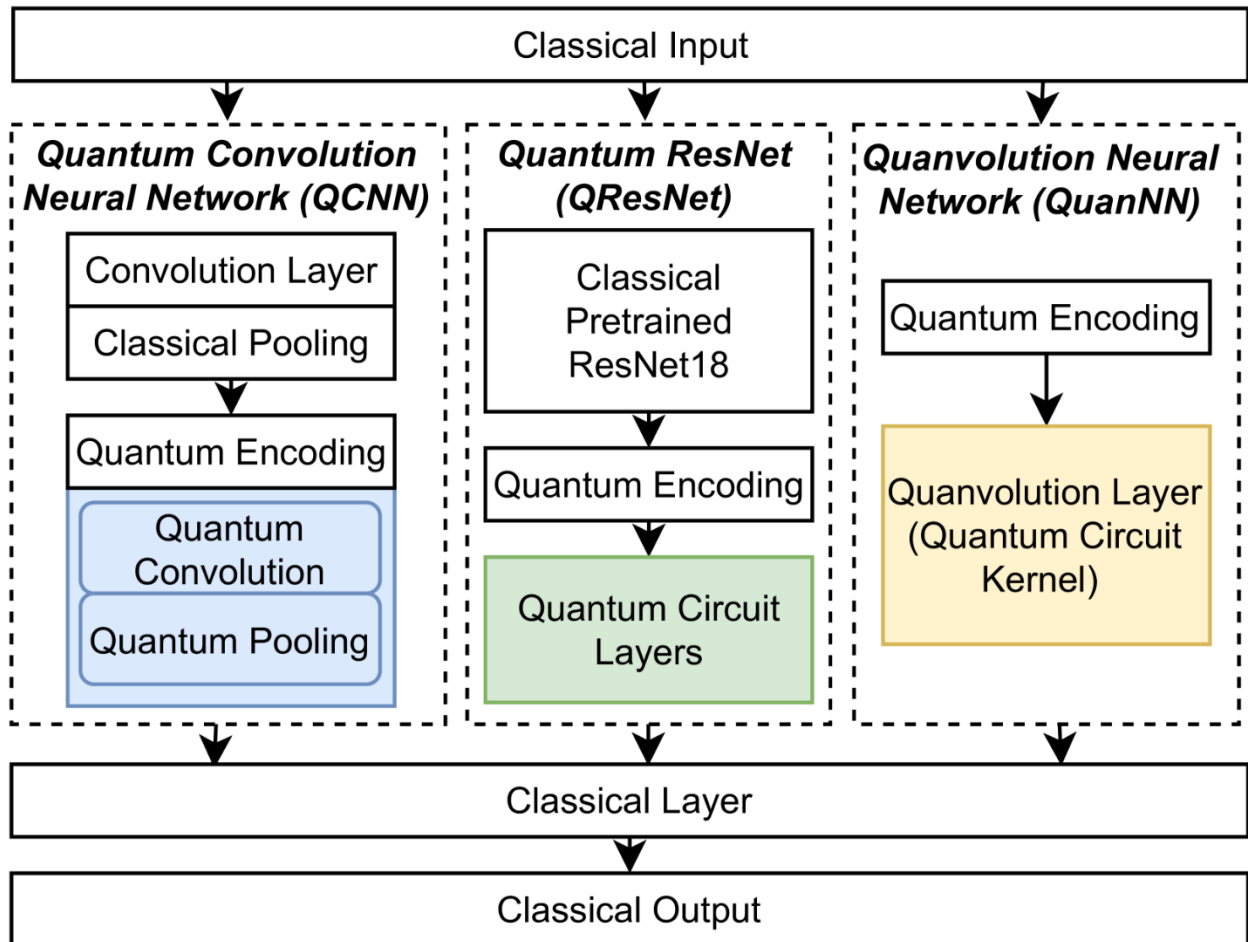 Classical Input
Quantum Convolution
Neural Network (QCNN)
Convolution Layer
Classical Pooling
Quantum Encoding
Quantum
Convolution
Quantum Pooling
Quantum ResNet
(QResNet)
Classical
Pretrained
ResNet18
Quantum Encoding
Quantum Circuit
Layers
Quanvolution Neural
Network (QuanNN)
Quantum Encoding
Quanvolution Layer
(Quantum Circuit
Kernel)
Classical Layer
Classical Output